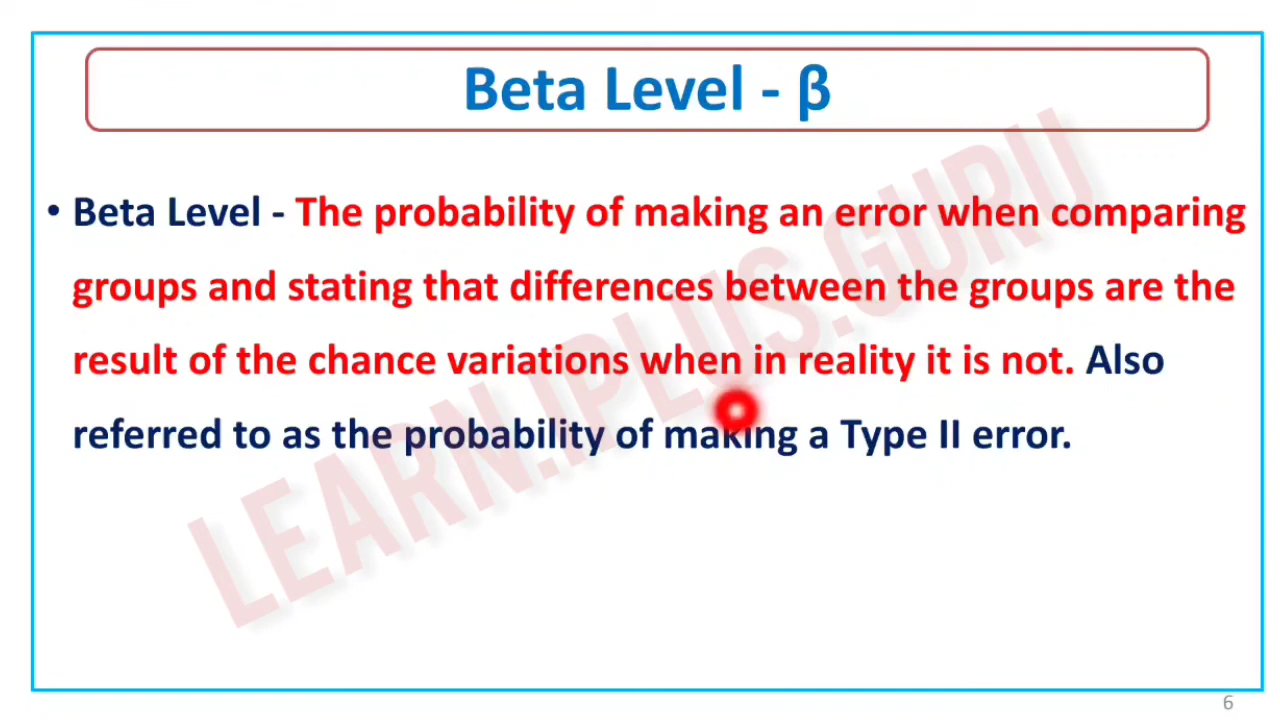 Beta Level - β
• Beta Level - The probability of making an error when comparing
groups and stating that differences between the groups are the
result of the chance variations when in reality it is not. Also
referred to as the probability of making a Type II error.
LEARN.IPLUS.GURU
6